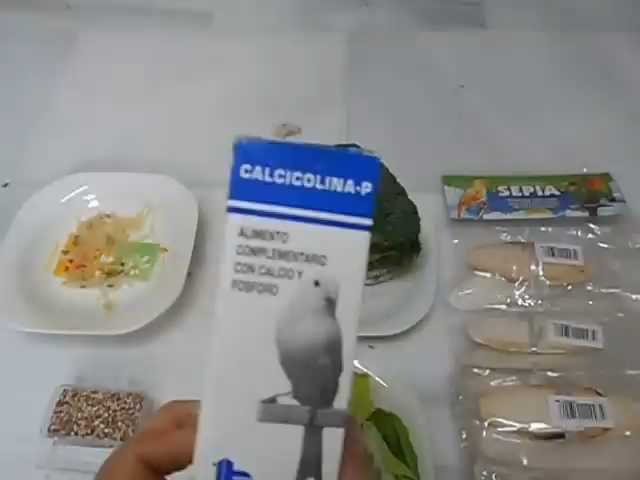 CALCICOLINA-P
ALIMENTO
COMPLEMENTARIO
CON CALCIO Y
FOSFORO
SEPIA